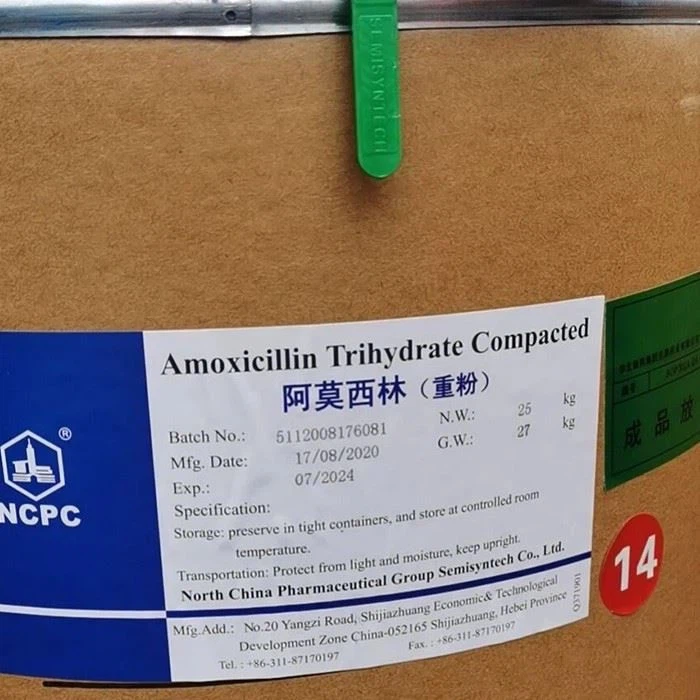 SEMISYNTECH
Amoxicillin Trihydrate Compacted
阿莫西林（重粉）
Batch No.: 5112008176081 N.W.: 25 kg
Mfg. Date: 17/08/2020 G.W.: 27 kg
Exp.: 07/2024
Specification:
Storage: preserve in tight containers, and store at controlled room
temperature.
Transportation: Protect from light and moisture, keep upright.
North China Pharmaceutical Group Semisyntech Co., Ltd.
Mfg.Add.: No.20 Yangzi Road, Shijiazhuang Economic& Technological
Development Zone China-052165 Shijiazhuang, Hebei Province
Tel. : +86-311-87170197 Fax. : +86-311-87170197
Q371901
®
NCPC
成品放
14